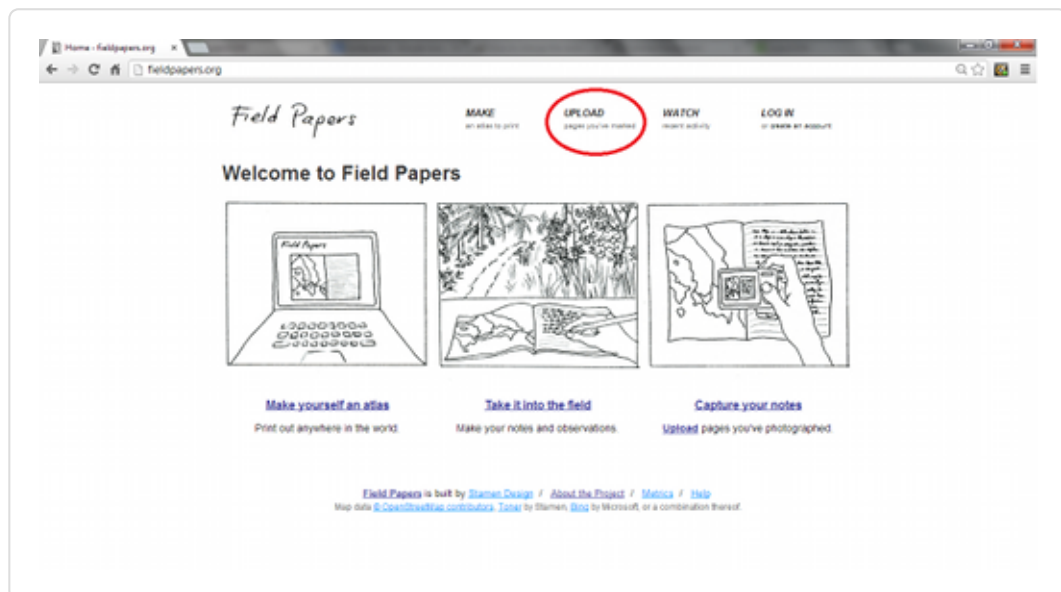 Home - fieldpapers.org
fieldpapers.org
Field Papers
MAKE
an atlas to print
UPLOAD
pages you've marked
WATCH
recent activity
LOG IN
or create an account
Welcome to Field Papers
Field Papers
Make yourself an atlas
Print out anywhere in the world.
Take it into the field
Make your notes and observations.
Capture your notes
Upload pages you've photographed.
Field Papers is built by Stamen Design / About the Project / Metrics / Help
Map data © OpenStreetMap contributors, Toner by Stamen, Bing by Microsoft, or a combination thereof.